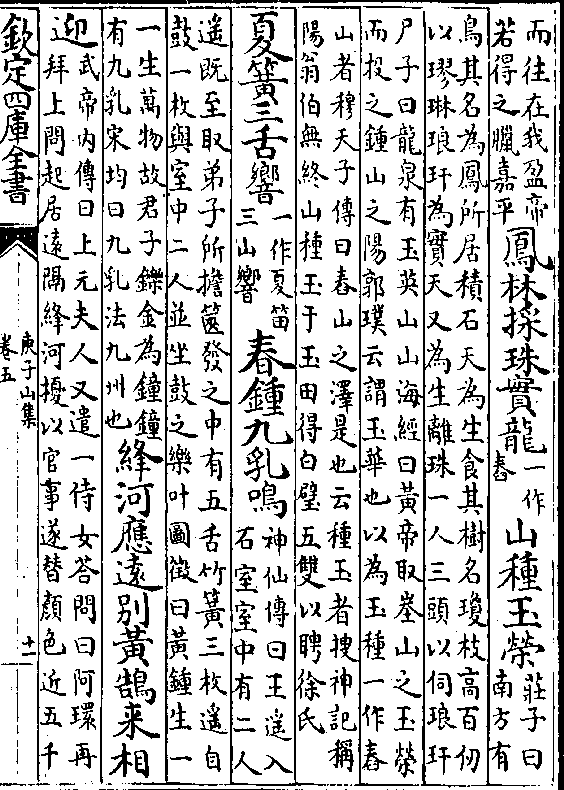 而往在我盈帝
若得之臘嘉平鳳林採珠實龍一作
舂山種玉榮莊子曰
南方有
鳥其名為鳳所居積石天為生食其樹名瓊枝高百仞
以璆琳琅玕為實天又為生離珠一人三頭以伺琅玕
尸子曰龍泉有玉英山山海經曰黃帝取峚山之玉榮
而投之鍾山之陽郭璞云謂玉華也以為玉種一作舂
山者穆天子傳曰舂山之澤是也云種玉者搜神記稱
陽翁伯無終山種玉于玉田得白璧五雙以聘徐氏
夏簧三舌響一作夏笛
三山響春鍾九乳鳴神仙傳曰王遥入
石室室中有二人
遥既至取弟子所擔篋發之中有五舌竹簧三枚遥自
鼓一枚與室中二人並坐鼓之樂叶圖徵曰黃鍾生一
一生萬物故君子鑠金為鐘鐘
有九乳宋均曰九乳法九州也絳河應遠別黃鵠来相
迎武帝内傳曰上元夫人又遣一侍女答問曰阿環再
拜上問起居遠隅絳河擾以官事遂替顏色近五千
欽定四庫全書
庾子山集
卷五
十一